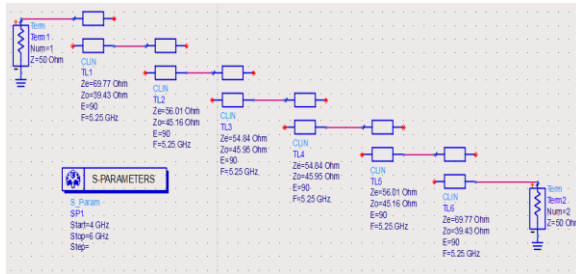 Term
Term1
Num=1
Z=50 Ohm
CLIN
TL1
Ze=69.77 Ohm
Zo=39.43 Ohm
E=90
F=5.25 GHz
CLIN
TL2
Ze=56.01 Ohm
Zo=45.16 Ohm
E=90
F=5.25 GHz
CLIN
TL3
Ze=54.84 Ohm
Zo=45.95 Ohm
E=90
F=5.25 GHz
CLIN
TL4
Ze=54.84 Ohm
Zo=45.95 Ohm
E=90
F=5.25 GHz
CLIN
TL5
Ze=56.01 Ohm
Zo=45.16 Ohm
E=90
F=5.25 GHz
CLIN
TL6
Ze=69.77 Ohm
Zo=39.43 Ohm
E=90
F=5.25 GHz
Term
Term2
Num=2
Z=50 Ohm
S-PARAMETERS
S_Param
SP1
Start=4 GHz
Stop=6 GHz
Step=